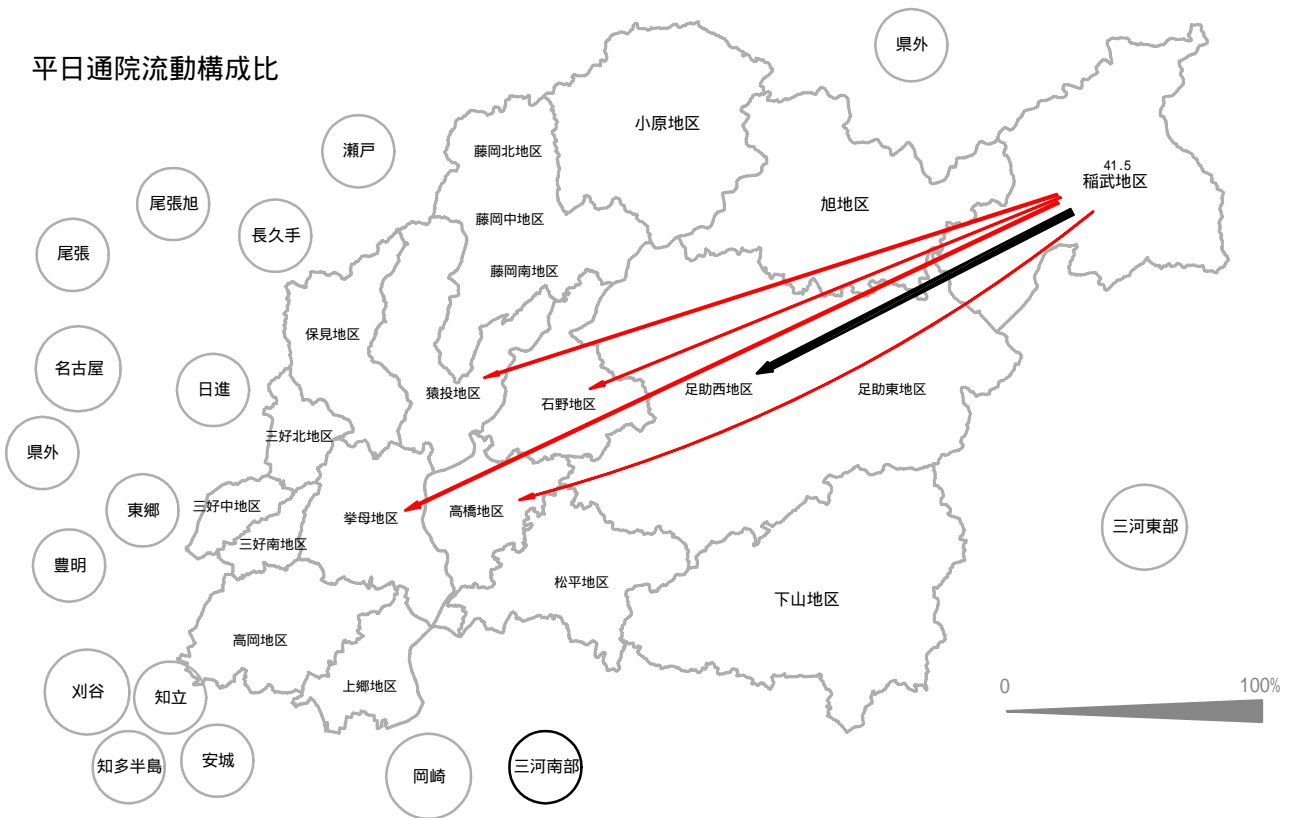 平日通院流動構成比
県外
小原地区
瀬戸
藤岡北地区
41.5
稲武地区
尾張旭
旭地区
藤岡中地区
長久手
尾張
藤岡南地区
保見地区
名古屋
日進
猿投地区
石野地区
足助西地区
足助東地区
三好北地区
県外
三好中地区
東郷
挙母地区
高橋地区
三河東部
三好南地区
豊明
松平地区
下山地区
高岡地区
上郷地区
刈谷
知立
0
100%
知多半島
安城
岡崎
三河南部